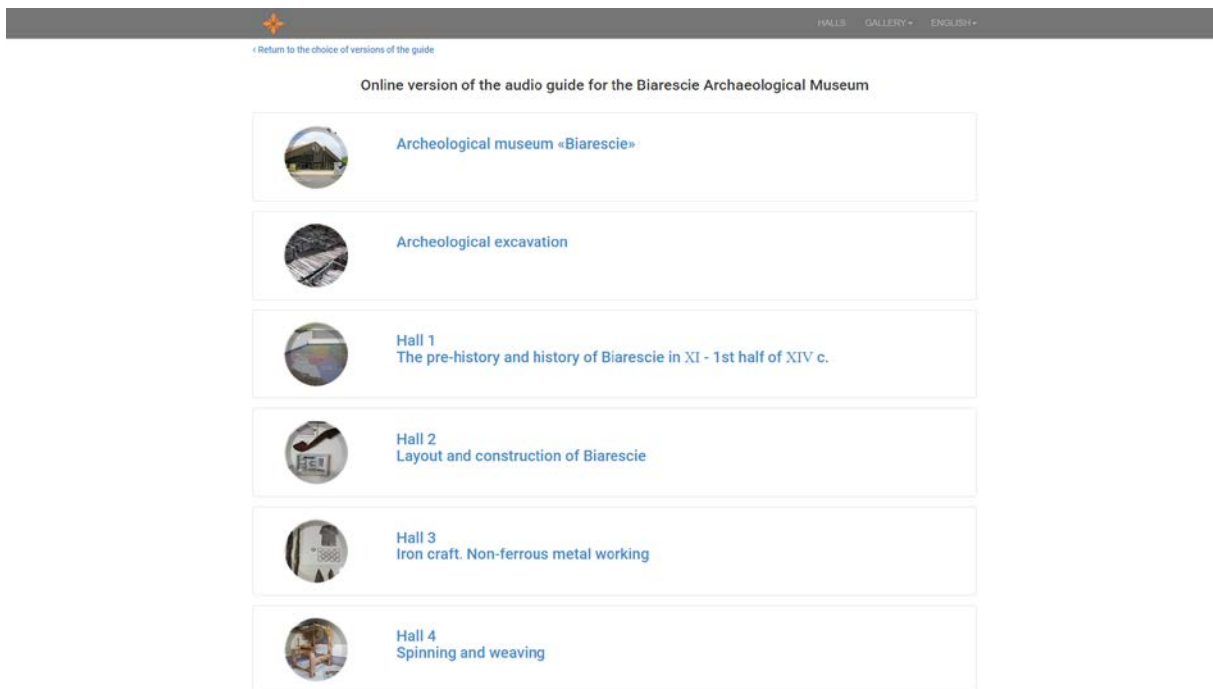 HALLS GALLERY ENGLISH
‹ Return to the choice of versions of the guide
Online version of the audio guide for the Biarescie Archaeological Museum
Archeological museum «Biarescie»
Archeological excavation
Hall 1
The pre-history and history of Biarescie in XI - 1st half of XIV c.
Hall 2
Layout and construction of Biarescie
Hall 3
Iron craft. Non-ferrous metal working
Hall 4
Spinning and weaving